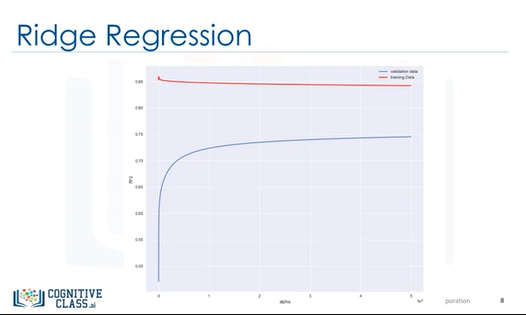 Ridge Regression
validation data
training Data
0.85
0.80
0.75
0.70
0.65
0.60
0.55
0.50
R^2
0
1
2
3
4
5
1e7
alpha
COGNITIVE
CLASS.ai
poration
8